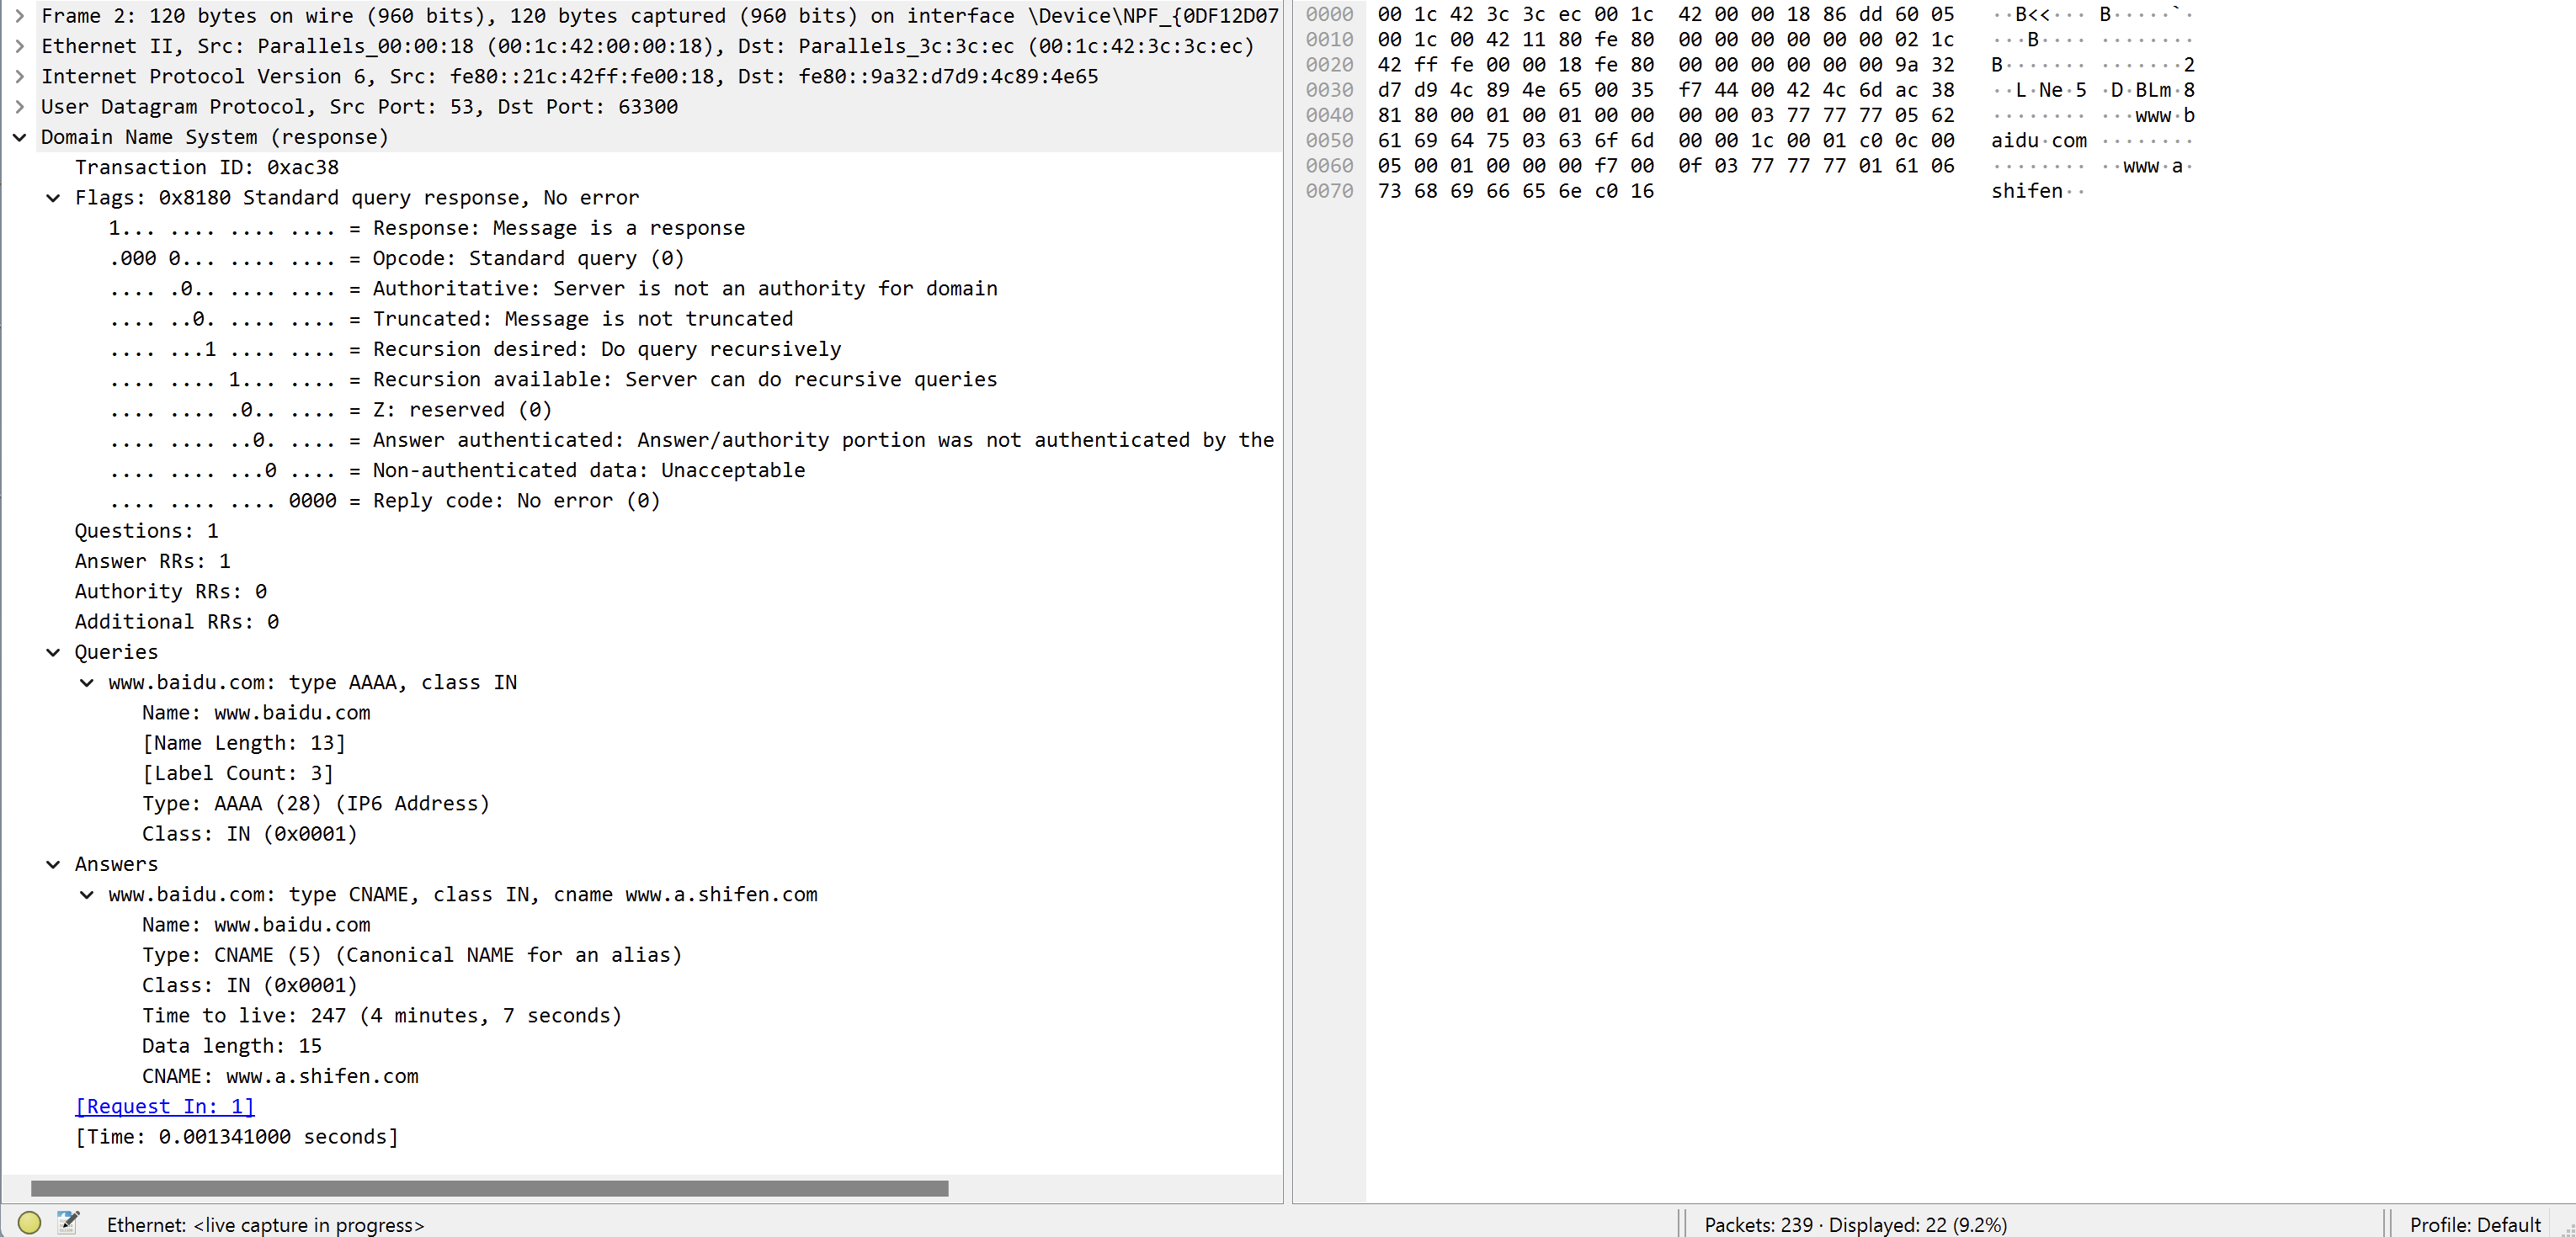 Frame 2: 120 bytes on wire (960 bits), 120 bytes captured (960 bits) on interface \Device\NPF_{0DF12D07
Ethernet II, Src: Parallels_00:00:18 (00:1c:42:00:00:18), Dst: Parallels_3c:3c:ec (00:1c:42:3c:3c:ec)
Internet Protocol Version 6, Src: fe80::21c:42ff:fe00:18, Dst: fe80::9a32:d7d9:4c89:4e65
User Datagram Protocol, Src Port: 53, Dst Port: 63300
Domain Name System (response)
Transaction ID: 0xac38
Flags: 0x8180 Standard query response, No error
1... .... .... .... = Response: Message is a response
.000 0... .... .... = Opcode: Standard query (0)
.... .0.. .... .... = Authoritative: Server is not an authority for domain
.... ..0. .... .... = Truncated: Message is not truncated
.... ...1 .... .... = Recursion desired: Do query recursively
.... .... 1... .... = Recursion available: Server can do recursive queries
.... .... .0.. .... = Z: reserved (0)
.... .... ..0. .... = Answer authenticated: Answer/authority portion was not authenticated by the
.... .... ...0 .... = Non-authenticated data: Unacceptable
.... .... .... 0000 = Reply code: No error (0)
Questions: 1
Answer RRs: 1
Authority RRs: 0
Additional RRs: 0
Queries
www.baidu.com: type AAAA, class IN
Name: www.baidu.com
[Name Length: 13]
[Label Count: 3]
Type: AAAA (28) (IP6 Address)
Class: IN (0x0001)
Answers
www.baidu.com: type CNAME, class IN, cname www.a.shifen.com
Name: www.baidu.com
Type: CNAME (5) (Canonical NAME for an alias)
Class: IN (0x0001)
Time to live: 247 (4 minutes, 7 seconds)
Data length: 15
CNAME: www.a.shifen.com
[Request In: 1]
[Time: 0.001341000 seconds]
0000 00 1c 42 3c 3c ec 00 1c 42 00 00 18 86 dd 60 05 ··B<<··· B·····`·
0010 00 1c 00 42 11 80 fe 80 00 00 00 00 00 00 02 1c ···B···· ········
0020 42 ff fe 00 00 18 fe 80 00 00 00 00 00 00 9a 32 B······· ·······2
0030 d7 d9 4c 89 4e 65 00 35 f7 44 00 42 4c 6d ac 38 ··L·Ne·5 ·D·BLm·8
0040 81 80 00 01 00 01 00 00 00 00 03 77 77 77 05 62 ········ ···www·b
0050 61 69 64 75 03 63 6f 6d 00 00 1c 00 01 c0 0c 00 aidu·com ········
0060 05 00 01 00 00 00 f7 00 0f 03 77 77 77 01 61 06 ········ ··www·a·
0070 73 68 69 66 65 6e c0 16 shifen··
Ethernet: <live capture in progress>
Packets: 239 · Displayed: 22 (9.2%)
Profile: Default